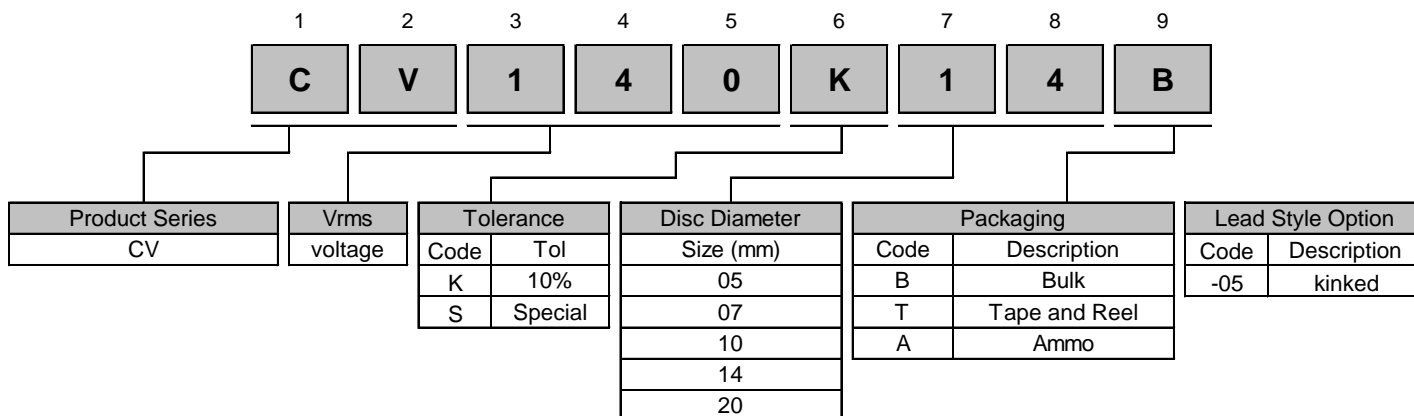 1 2 3 4 5 6 7 8 9
C V 1 4 0 K 1 4 B
Product Series Vrms Tolerance Disc Diameter Packaging Lead Style Option
CV voltage Code Tol Size (mm) Code Description Code Description
K 10% 05 B Bulk -05 kinked
S Special 07 T Tape and Reel
10 A Ammo
14
20